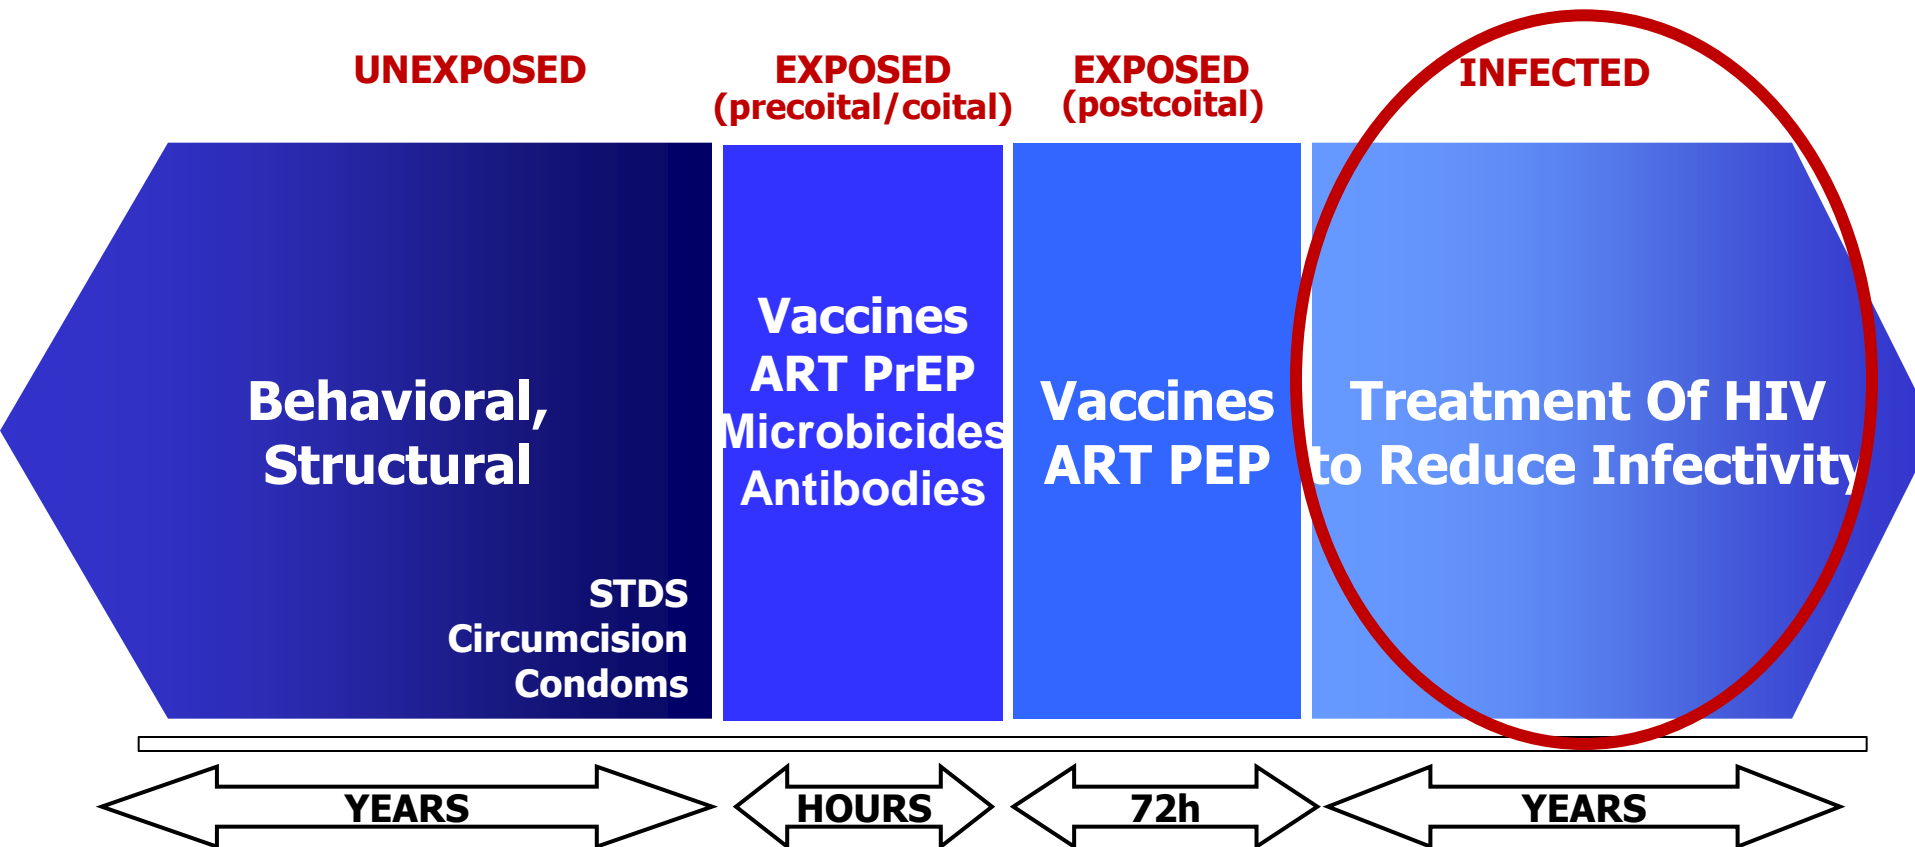 UNEXPOSED
EXPOSED
(precoital/coital)
EXPOSED
(postcoital)
INFECTED
Behavioral,
Structural
STDS
Circumcision
Condoms
Vaccines
ART PrEP
Microbicides
Antibodies
Vaccines
ART PEP
Treatment Of HIV
to Reduce Infectivity
YEARS
HOURS
72h
YEARS